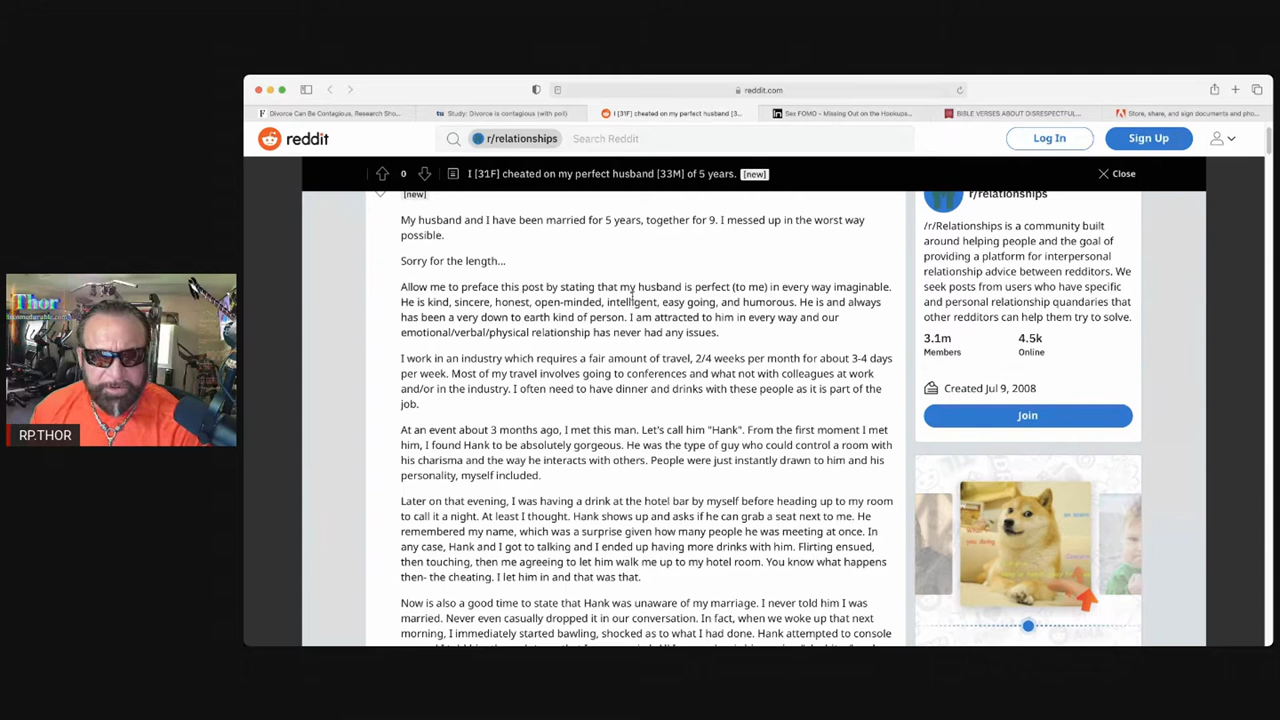 reddit.com
Divorce Can Be Contagious, Research Sho...
Study: Divorce is contagious (with poll)
I [31F] cheated on my perfect husband [3...
Sex FOMO – Missing Out on the Hookups...
BIBLE VERSES ABOUT DISRESPECTFUL...
Store, share, and sign documents and pho...
reddit
r/relationships
Search Reddit
Log In
Sign Up
0
I [31F] cheated on my perfect husband [33M] of 5 years.
[new]
Close
[new]
My husband and I have been married for 5 years, together for 9. I messed up in the worst way
possible.
Sorry for the length...
Allow me to preface this post by stating that my husband is perfect (to me) in every way imaginable.
He is kind, sincere, honest, open-minded, intelligent, easy going, and humorous. He is and always
has been a very down to earth kind of person. I am attracted to him in every way and our
emotional/verbal/physical relationship has never had any issues.
I work in an industry which requires a fair amount of travel, 2/4 weeks per month for about 3-4 days
per week. Most of my travel involves going to conferences and what not with colleagues at work
and/or in the industry. I often need to have dinner and drinks with these people as it is part of the
job.
At an event about 3 months ago, I met this man. Let's call him "Hank". From the first moment I met
him, I found Hank to be absolutely gorgeous. He was the type of guy who could control a room with
his charisma and the way he interacts with others. People were just instantly drawn to him and his
personality, myself included.
Later on that evening, I was having a drink at the hotel bar by myself before heading up to my room
to call it a night. At least I thought. Hank shows up and asks if he can grab a seat next to me. He
remembered my name, which was a surprise given how many people he was meeting at once. In
any case, Hank and I got to talking and I ended up having more drinks with him. Flirting ensued,
then touching, then me agreeing to let him walk me up to my hotel room. You know what happens
then- the cheating. I let him in and that was that.
Now is also a good time to state that Hank was unaware of my marriage. I never told him I was
married. Never even casually dropped it in our conversation. In fact, when we woke up that next
morning, I immediately started bawling, shocked as to what I had done. Hank attempted to console
r/relationships
/r/Relationships is a community built
around helping people and the goal of
providing a platform for interpersonal
relationship advice between redditors. We
seek posts from users who have specific
and personal relationship quandaries that
other redditors can help them try to solve.
3.1m
4.5k
Members
Online
Created Jul 9, 2008
Join
Thor
RP.THOR